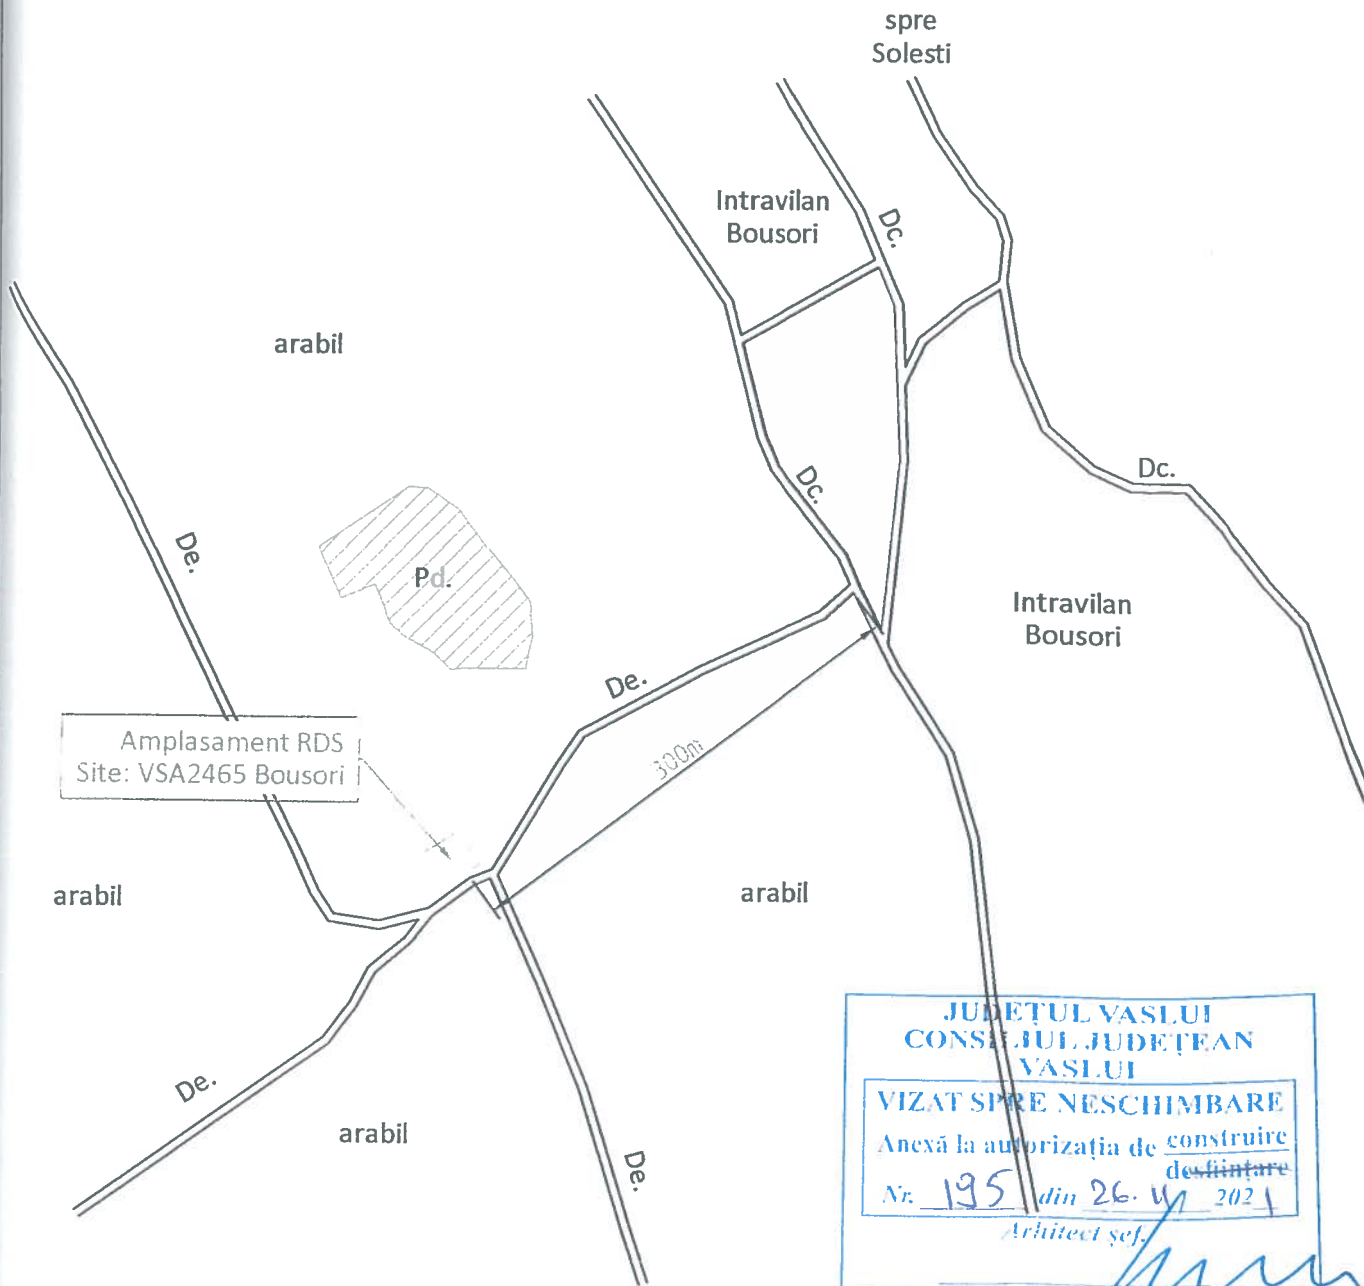 spre
Solesti
Intravilan
Bousori
Dc.
arabil
Dc.
Dc.
De.
Pd.
Intravilan
Bousori
De.
Amplasament RDS
Site: VSA2465 Bousori
300m
arabil
arabil
De.
arabil
De.
JUDEȚUL VASLUI
CONSILIUL JUDEȚEAN
VASLUI
VIZAT SPRE NESCHIMBARE
Anexă la autorizația de construire
desființare
Nr. 195 din 26. 2021
Arhitect șef,